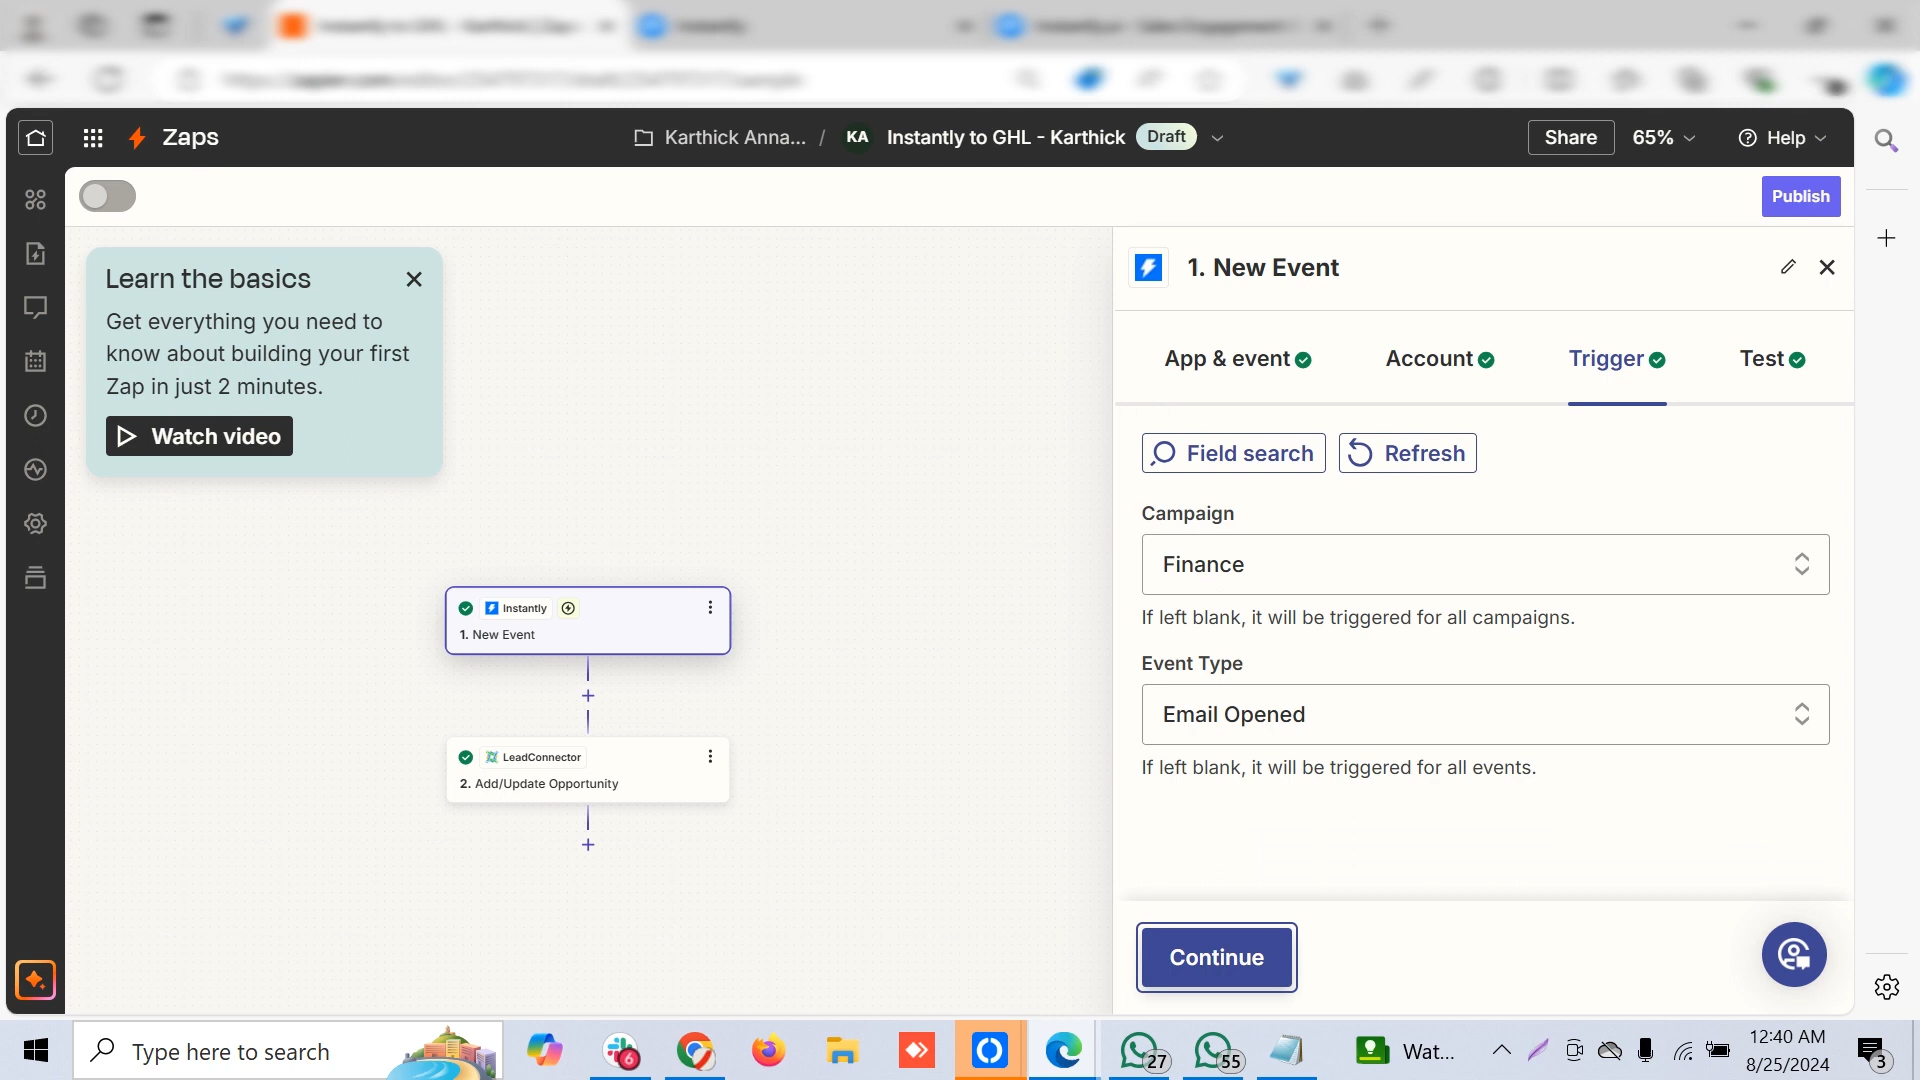 Zaps
Karthick Anna... / KA Instantly to GHL - Karthick Draft
Share 65% Help
Publish
Learn the basics
Get everything you need to
know about building your first
Zap in just 2 minutes.
Watch video
Instantly
1. New Event
LeadConnector
2. Add/Update Opportunity
1. New Event
App & event Account Trigger Test
Field search Refresh
Campaign
Finance
If left blank, it will be triggered for all campaigns.
Event Type
Email Opened
If left blank, it will be triggered for all events.
Continue
Type here to search
6
27
55
Wat...
12:40 AM
8/25/2024
3